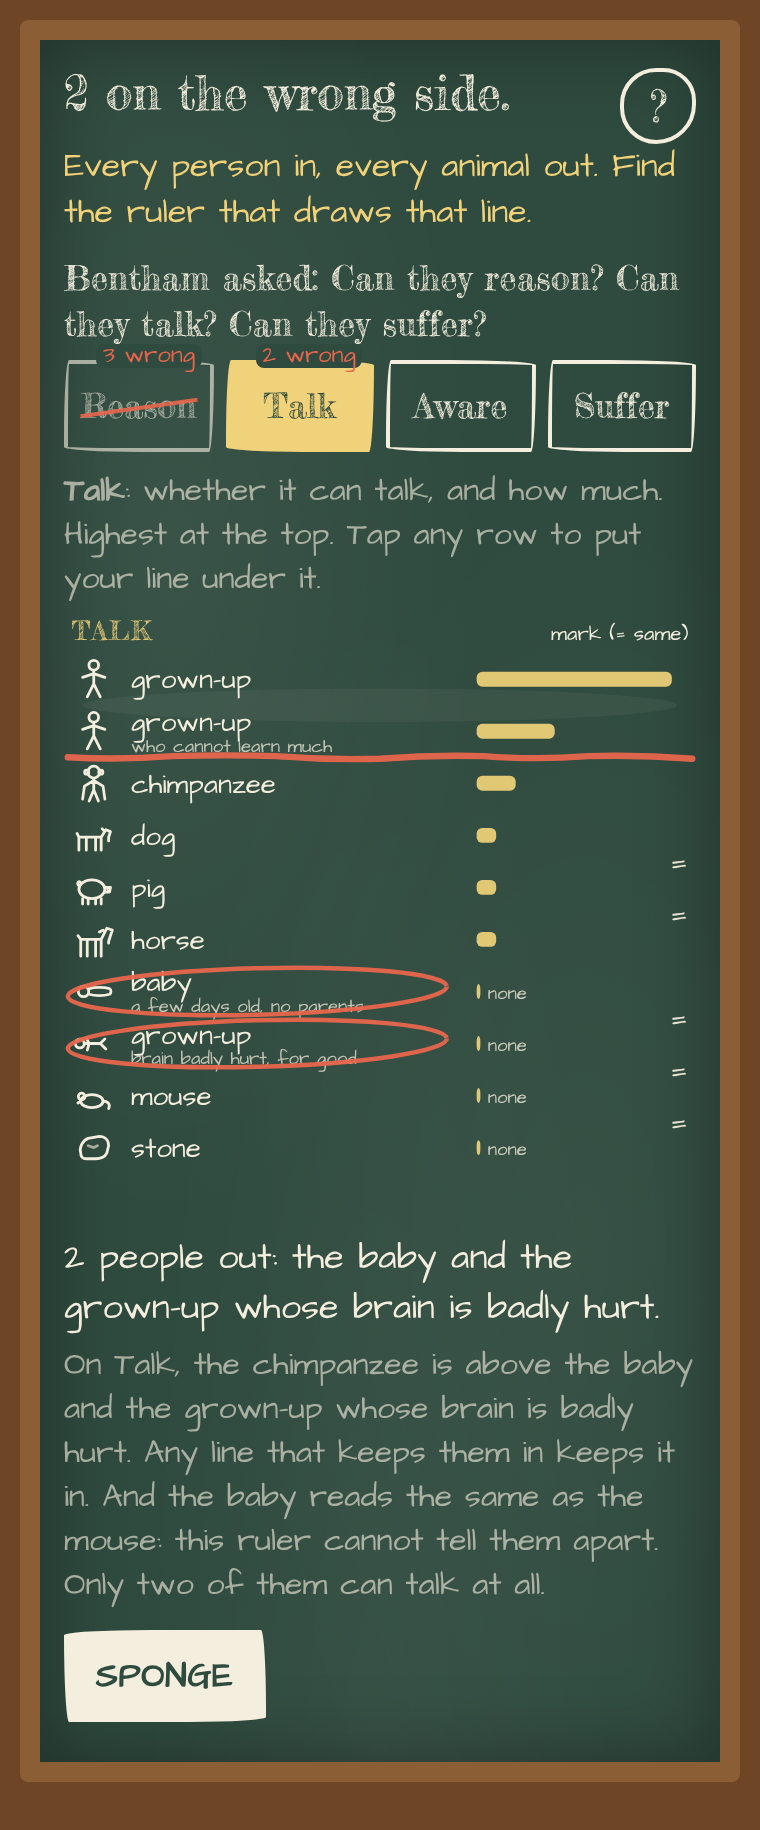 2 on the wrong side.
?
Every person in, every animal out. Find
the ruler that draws that line.
Bentham asked: Can they reason? Can
they talk? Can they suffer?
3 wrong
2 wrong
Reason
Talk
Aware
Suffer
Talk: whether it can talk, and how much.
Highest at the top. Tap any row to put
your line under it.
TALK
mark (= same)
grown-up
grown-up
who cannot learn much
chimpanzee
dog
=
pig
=
horse
baby
a few days old, no parents
none
=
grown-up
brain badly hurt, for good
none
=
mouse
none
=
stone
none
2 people out: the baby and the
grown-up whose brain is badly hurt.
On Talk, the chimpanzee is above the baby
and the grown-up whose brain is badly
hurt. Any line that keeps them in keeps it
in. And the baby reads the same as the
mouse: this ruler cannot tell them apart.
Only two of them can talk at all.
SPONGE